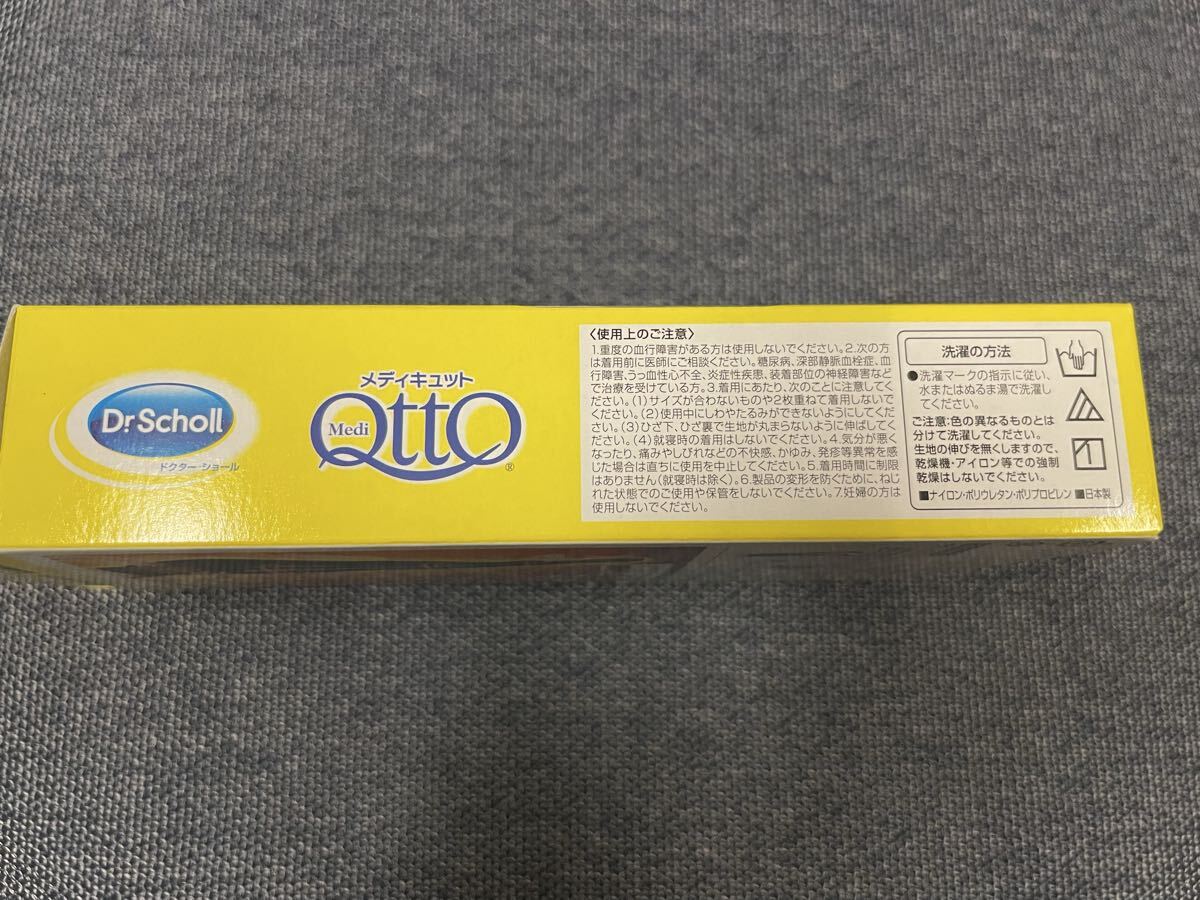 Dr.Scholl
ドクター・ショール
メディキュット
Medi
QttO
®
〈使用上のご注意〉
1.重度の血行障害がある方は使用しないでください。2.次の方
は着用前に医師にご相談ください。糖尿病、深部静脈血栓症、血
行障害、うっ血性心不全、炎症性疾患、装着部位の神経障害など
で治療を受けている方。3.着用にあたり、次のことに注意してく
ださい。(1)サイズが合わないものや2枚重ねて着用しないで
ください。(2)使用中にしわやたるみができないようにしてくだ
さい。(3)ひざ下、ひざ裏で生地が丸まらないように伸ばしてく
ださい。(4)就寝時の着用はしないでください。4.気分が悪く
なったり、痛みやしびれなどの不快感、かゆみ、発疹等異常を感
じた場合は直ちに使用を中止してください。5.着用時間に制限
はありません(就寝時は除く)。6.製品の変形を防ぐために、ねじ
れた状態でのご使用や保管をしないでください。7.妊婦の方は
使用しないでください。
洗濯の方法
●洗濯マークの指示に従い、
水またはぬるま湯で洗濯し
てください。
ご注意:色の異なるものとは
分けて洗濯してください。
生地の伸びを無くしますので、
乾燥機・アイロン等での強制
乾燥はしないでください。
■ナイロン・ポリウレタン・ポリプロピレン ■日本製